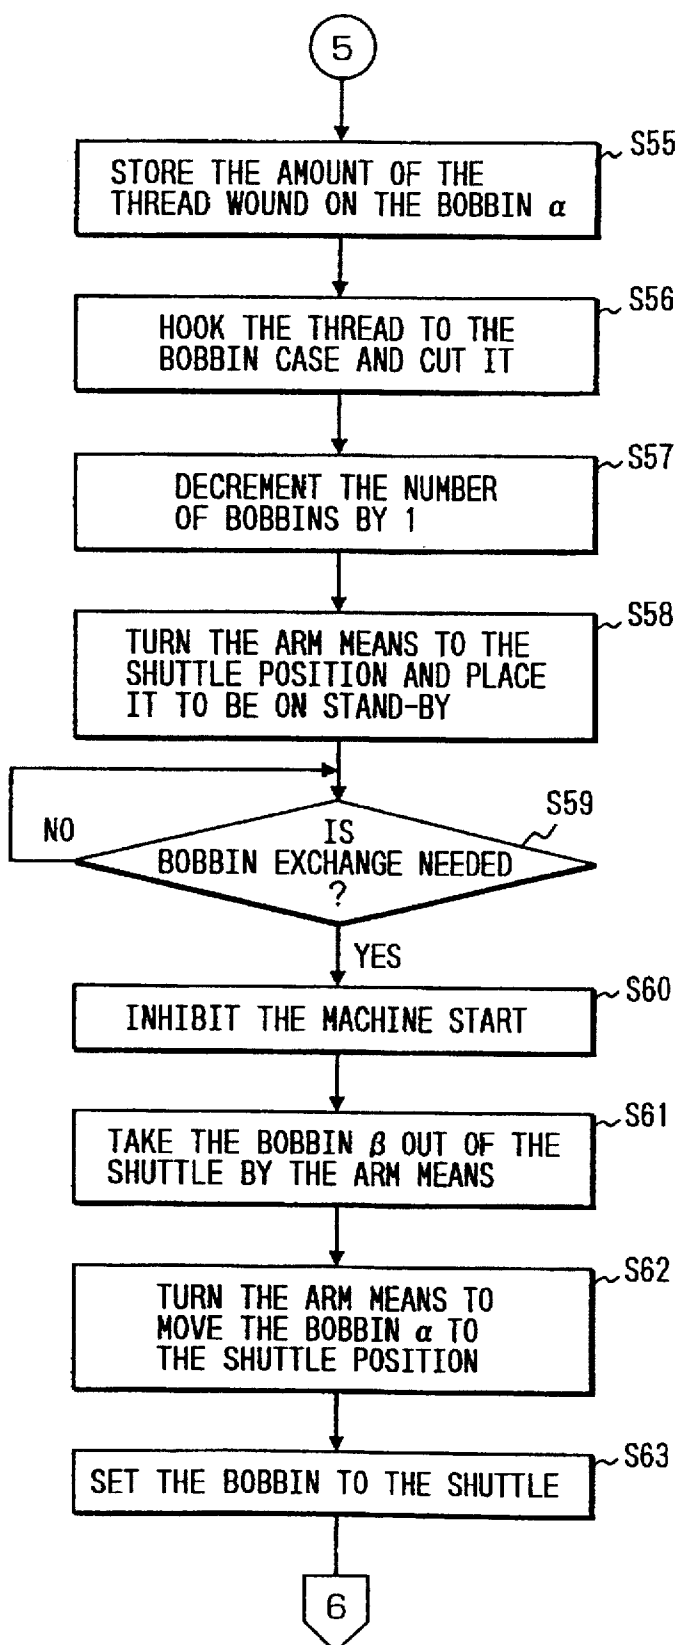 5
S55
STORE THE AMOUNT OF THE
THREAD WOUND ON THE BOBBIN α
S56
HOOK THE THREAD TO THE
BOBBIN CASE AND CUT IT
S57
DECREMENT THE NUMBER
OF BOBBINS BY 1
S58
TURN THE ARM MEANS TO THE
SHUTTLE POSITION AND PLACE
IT TO BE ON STAND-BY
S59
NO
IS
BOBBIN EXCHANGE NEEDED
?
YES
S60
INHIBIT THE MACHINE START
S61
TAKE THE BOBBIN β OUT OF THE
SHUTTLE BY THE ARM MEANS
S62
TURN THE ARM MEANS TO
MOVE THE BOBBIN α TO
THE SHUTTLE POSITION
S63
SET THE BOBBIN TO THE SHUTTLE
6